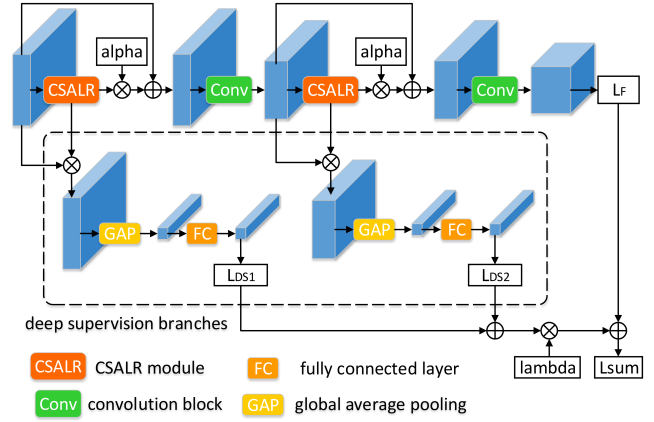 alpha
alpha
CSALR
Conv
CSALR
Conv
LF
GAP
FC
GAP
FC
LDS1
LDS2
deep supervision branches
lambda
Lsum
CSALR CSALR module
FC fully connected layer
Conv convolution block
GAP global average pooling